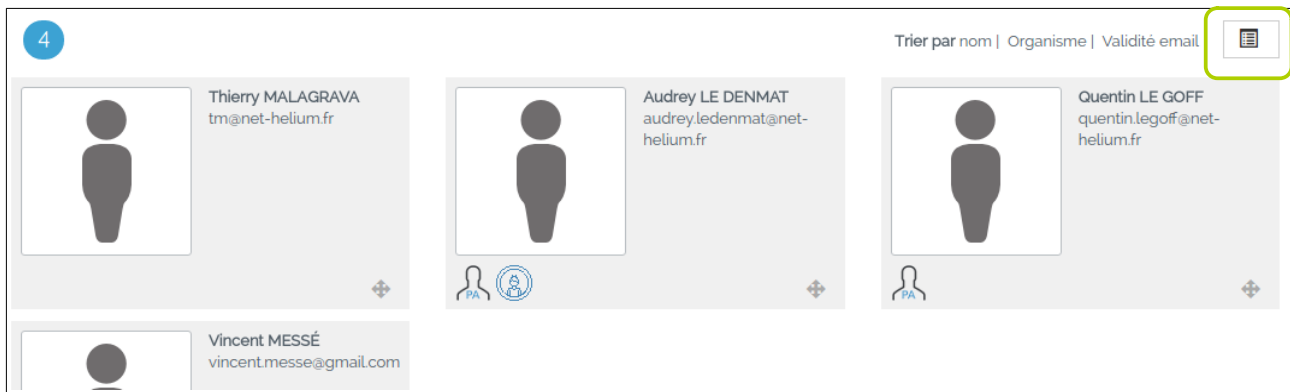 4
Trier par nom | Organisme | Validité email
Thierry MALAGRAVA
tm@net-helium.fr
Audrey LE DENMAT
audrey.ledenmat@net-
helium.fr
PA
Quentin LE GOFF
quentin.legoff@net-
helium.fr
PA
Vincent MESSÉ
vincent.messe@gmail.com